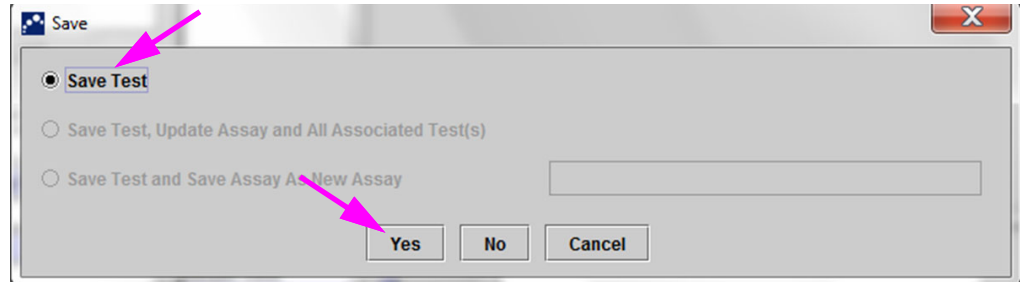 Save
Save Test
Save Test, Update Assay and All Associated Test(s)
Save Test and Save Assay As New Assay
Yes No Cancel